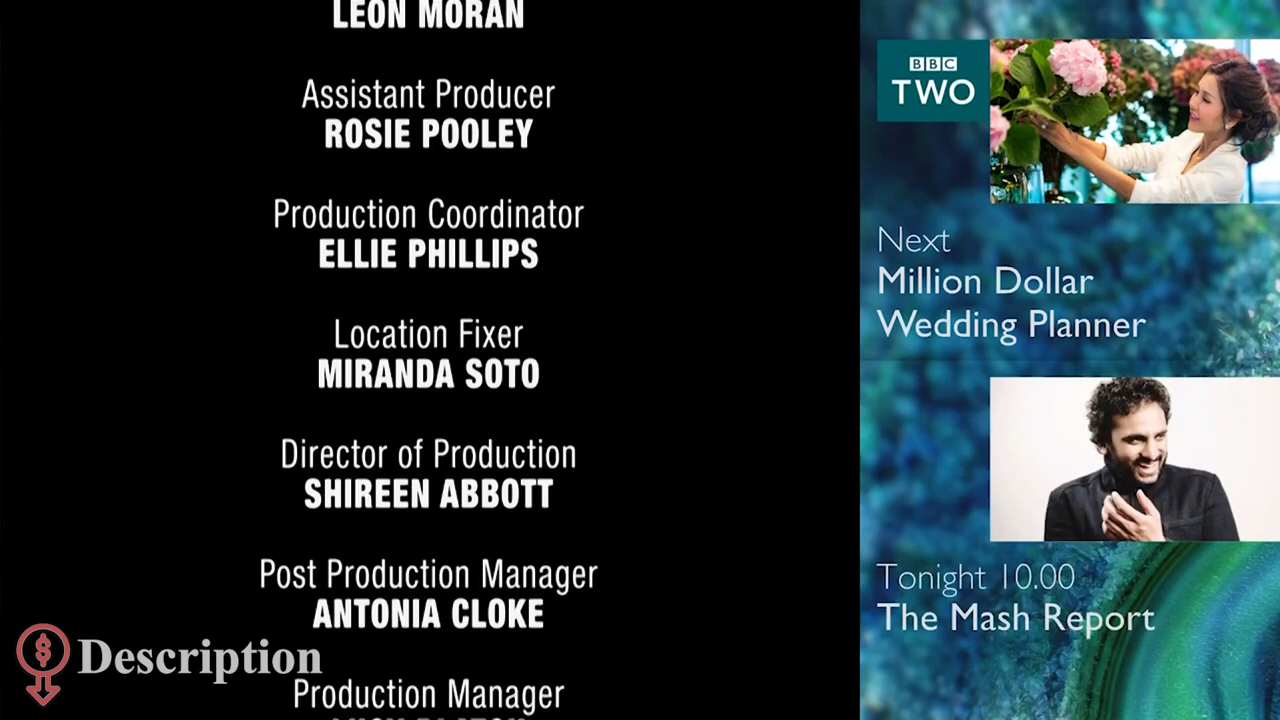 LEON MORAN
Assistant Producer
ROSIE POOLEY
Production Coordinator
ELLIE PHILLIPS
Location Fixer
MIRANDA SOTO
Director of Production
SHIREEN ABBOTT
Post Production Manager
ANTONIA CLOKE
Production Manager
$ Description
BBC
TWO
Next
Million Dollar
Wedding Planner
Tonight 10.00
The Mash Report